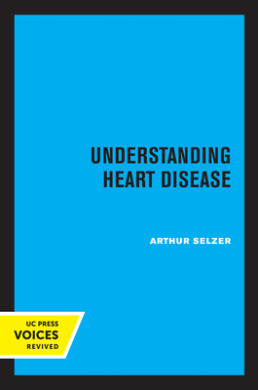 UNDERSTANDING
HEART DISEASE
ARTHUR SELZER
UC PRESS
VOICES
REVIVED